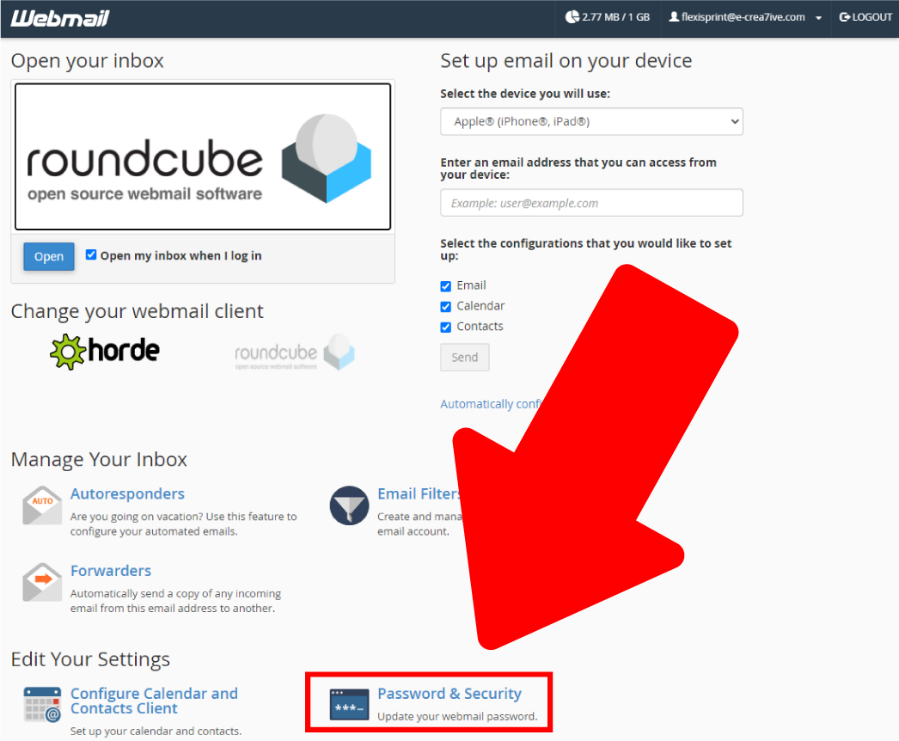 Webmail
2.77 MB / 1 GB
flexisprint@e-crea7ive.com
LOGOUT
Open your inbox
roundcube
open source webmail software
Open
Open my inbox when I log in
Change your webmail client
horde
roundcube
open source webmail software
Set up email on your device
Select the device you will use:
Apple® (iPhone®, iPad®)
Enter an email address that you can access from
your device:
Example: user@example.com
Select the configurations that you would like to set
up:
Email
Calendar
Contacts
Send
Automatically
Manage Your Inbox
AUTO
Autoresponders
Are you going on vacation? Use this feature to
configure your automated emails.
Email Filters
Create and
email account.
Forwarders
Automatically send a copy of any incoming
email from this email address to another.
Edit Your Settings
@
Configure Calendar and
Contacts Client
Set up your calendar and contacts.
***_
Password & Security
Update your webmail password.